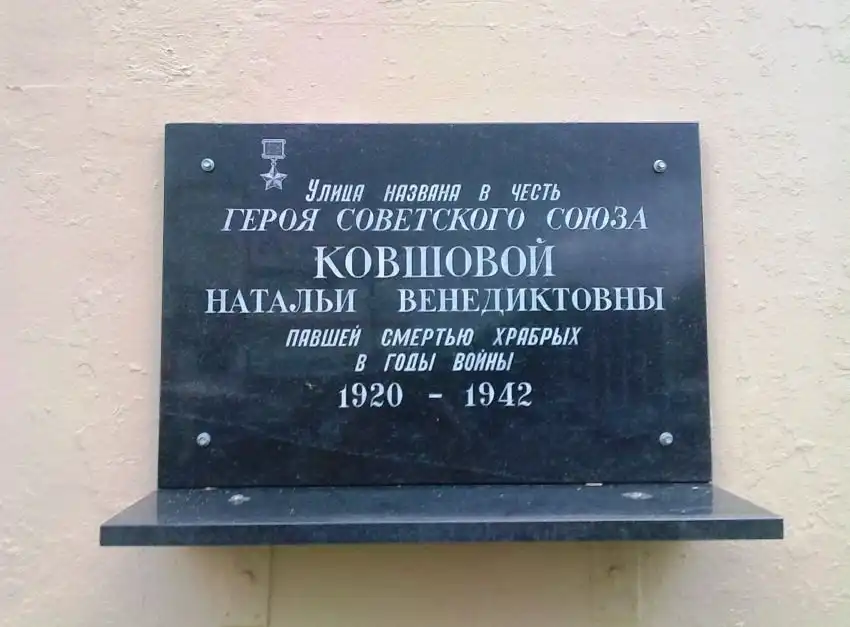 Улица названа в честь
ГЕРОЯ СОВЕТСКОГО СОЮЗА
КОВШОВОЙ
НАТАЛЬИ ВЕНЕДИКТОВНЫ
ПАВШЕЙ СМЕРТЬЮ ХРАБРЫХ
В ГОДЫ ВОЙНЫ
1920 - 1942